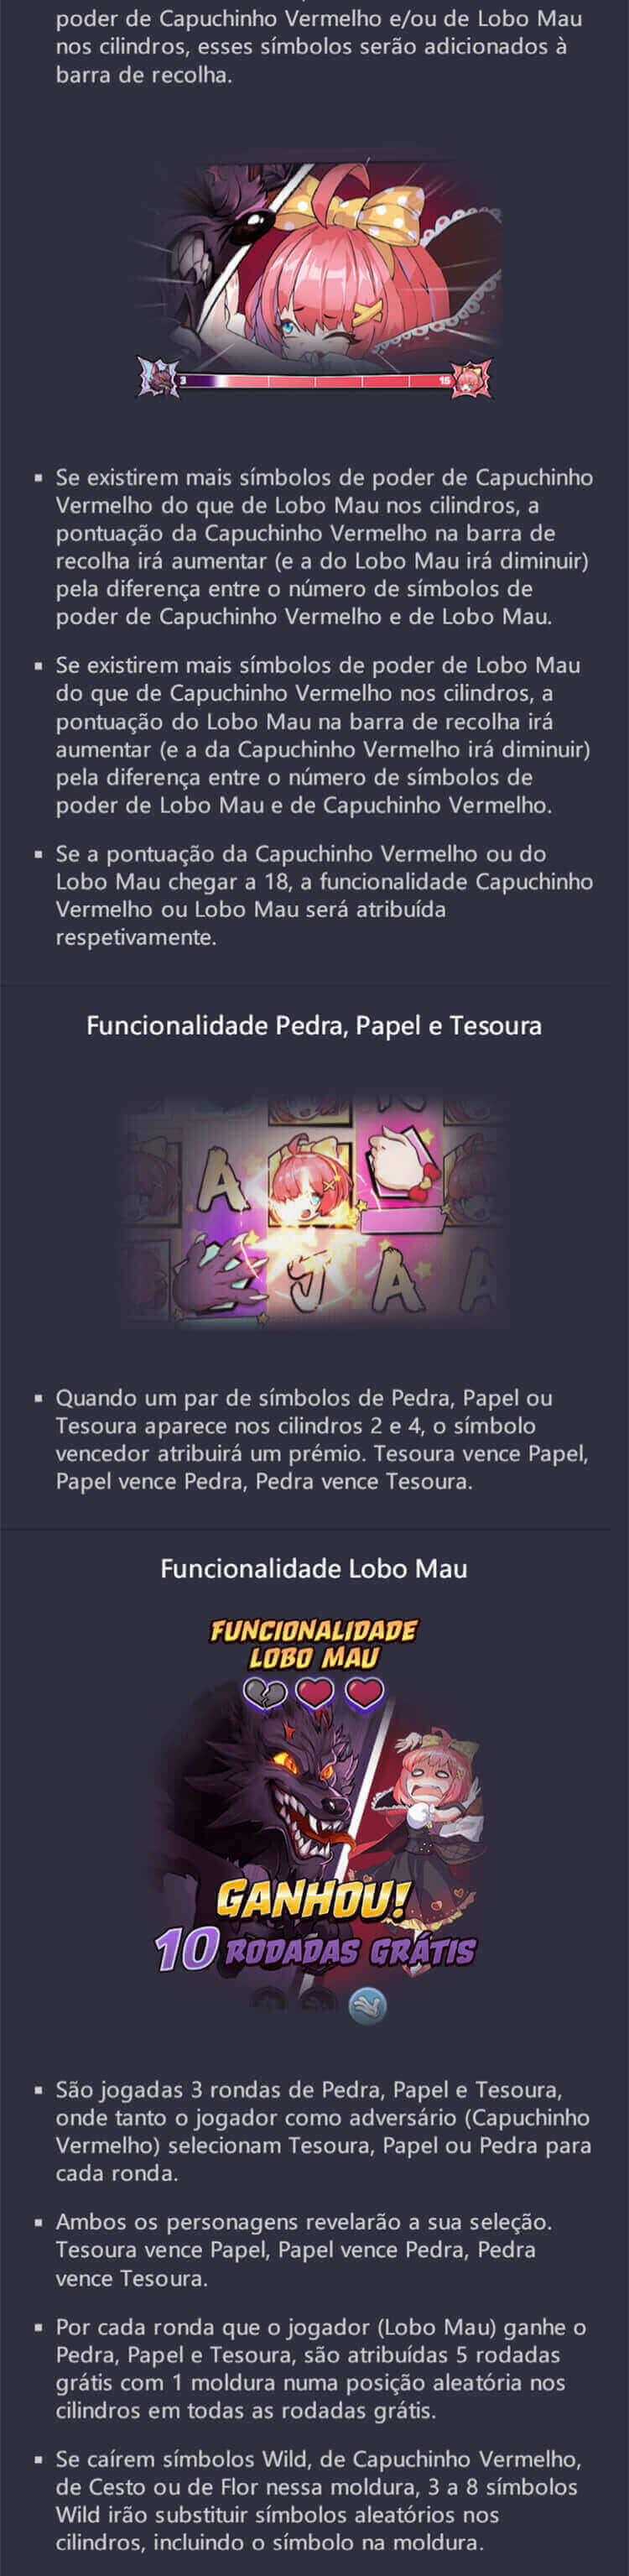 poder de Capuchinho Vermelho e/ou de Lobo Mau
nos cilindros, esses símbolos serão adicionados à
barra de recolha.
3
15
Se existirem mais símbolos de poder de Capuchinho
Vermelho do que de Lobo Mau nos cilindros, a
pontuação da Capuchinho Vermelho na barra de
recolha irá aumentar (e a do Lobo Mau irá diminuir)
pela diferença entre o número de símbolos de
poder de Capuchinho Vermelho e de Lobo Mau.
Se existirem mais símbolos de poder de Lobo Mau
do que de Capuchinho Vermelho nos cilindros, a
pontuação do Lobo Mau na barra de recolha irá
aumentar (e a da Capuchinho Vermelho irá diminuir)
pela diferença entre o número de símbolos de
poder de Lobo Mau e de Capuchinho Vermelho.
Se a pontuação da Capuchinho Vermelho ou do
Lobo Mau chegar a 18, a funcionalidade Capuchinho
Vermelho ou Lobo Mau será atribuída
respetivamente.
Funcionalidade Pedra, Papel e Tesoura
A
J A A
Quando um par de símbolos de Pedra, Papel ou
Tesoura aparece nos cilindros 2 e 4, o símbolo
vencedor atribuirá um prémio. Tesoura vence Papel,
Papel vence Pedra, Pedra vence Tesoura.
Funcionalidade Lobo Mau
FUNCIONALIDADE
LOBO MAU
GANHOU!
10 RODADAS GRÁTIS
São jogadas 3 rondas de Pedra, Papel e Tesoura,
onde tanto o jogador como adversário (Capuchinho
Vermelho) selecionam Tesoura, Papel ou Pedra para
cada ronda.
Ambos os personagens revelarão a sua seleção.
Tesoura vence Papel, Papel vence Pedra, Pedra
vence Tesoura.
Por cada ronda que o jogador (Lobo Mau) ganhe o
Pedra, Papel e Tesoura, são atribuídas 5 rodadas
grátis com 1 moldura numa posição aleatória nos
cilindros em todas as rodadas grátis.
Se caírem símbolos Wild, de Capuchinho Vermelho,
de Cesto ou de Flor nessa moldura, 3 a 8 símbolos
Wild irão substituir símbolos aleatórios nos
cilindros, incluindo o símbolo na moldura.